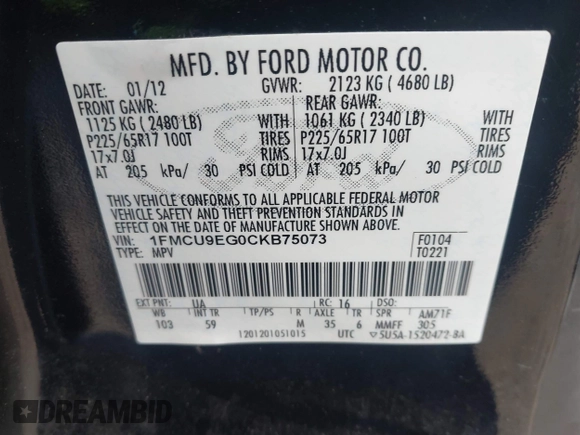 MFD. BY FORD MOTOR CO.
DATE: 01/12 GVWR: 2123 KG ( 4680 LB)
FRONT GAWR: REAR GAWR:
1125 KG ( 2480 LB) WITH 1061 KG ( 2340 LB) WITH
P225/65R17 100T TIRES P225/65R17 100T TIRES
17x7.0J RIMS 17x7.0J RIMS
AT 205 kPa/ 30 PSI COLD AT 205 kPa/ 30 PSI COLD
THIS VEHICLE CONFORMS TO ALL APPLICABLE FEDERAL MOTOR
VEHICLE SAFETY AND THEFT PREVENTION STANDARDS IN
EFFECT ON THE DATE OF MANUFACTURE SHOWN ABOVE.
VIN: 1FMCU9EG0CKB75073 F0104
TYPE: MPV T0221
EXT PNT: UA RC: 16 DSO:
WB INT TR TP/PS R AXLE TR SPR AM71F
103 59 M 35 6 MMFF 305
1201201051015 UTC 5U5A-1520472-BA
DREAMBID